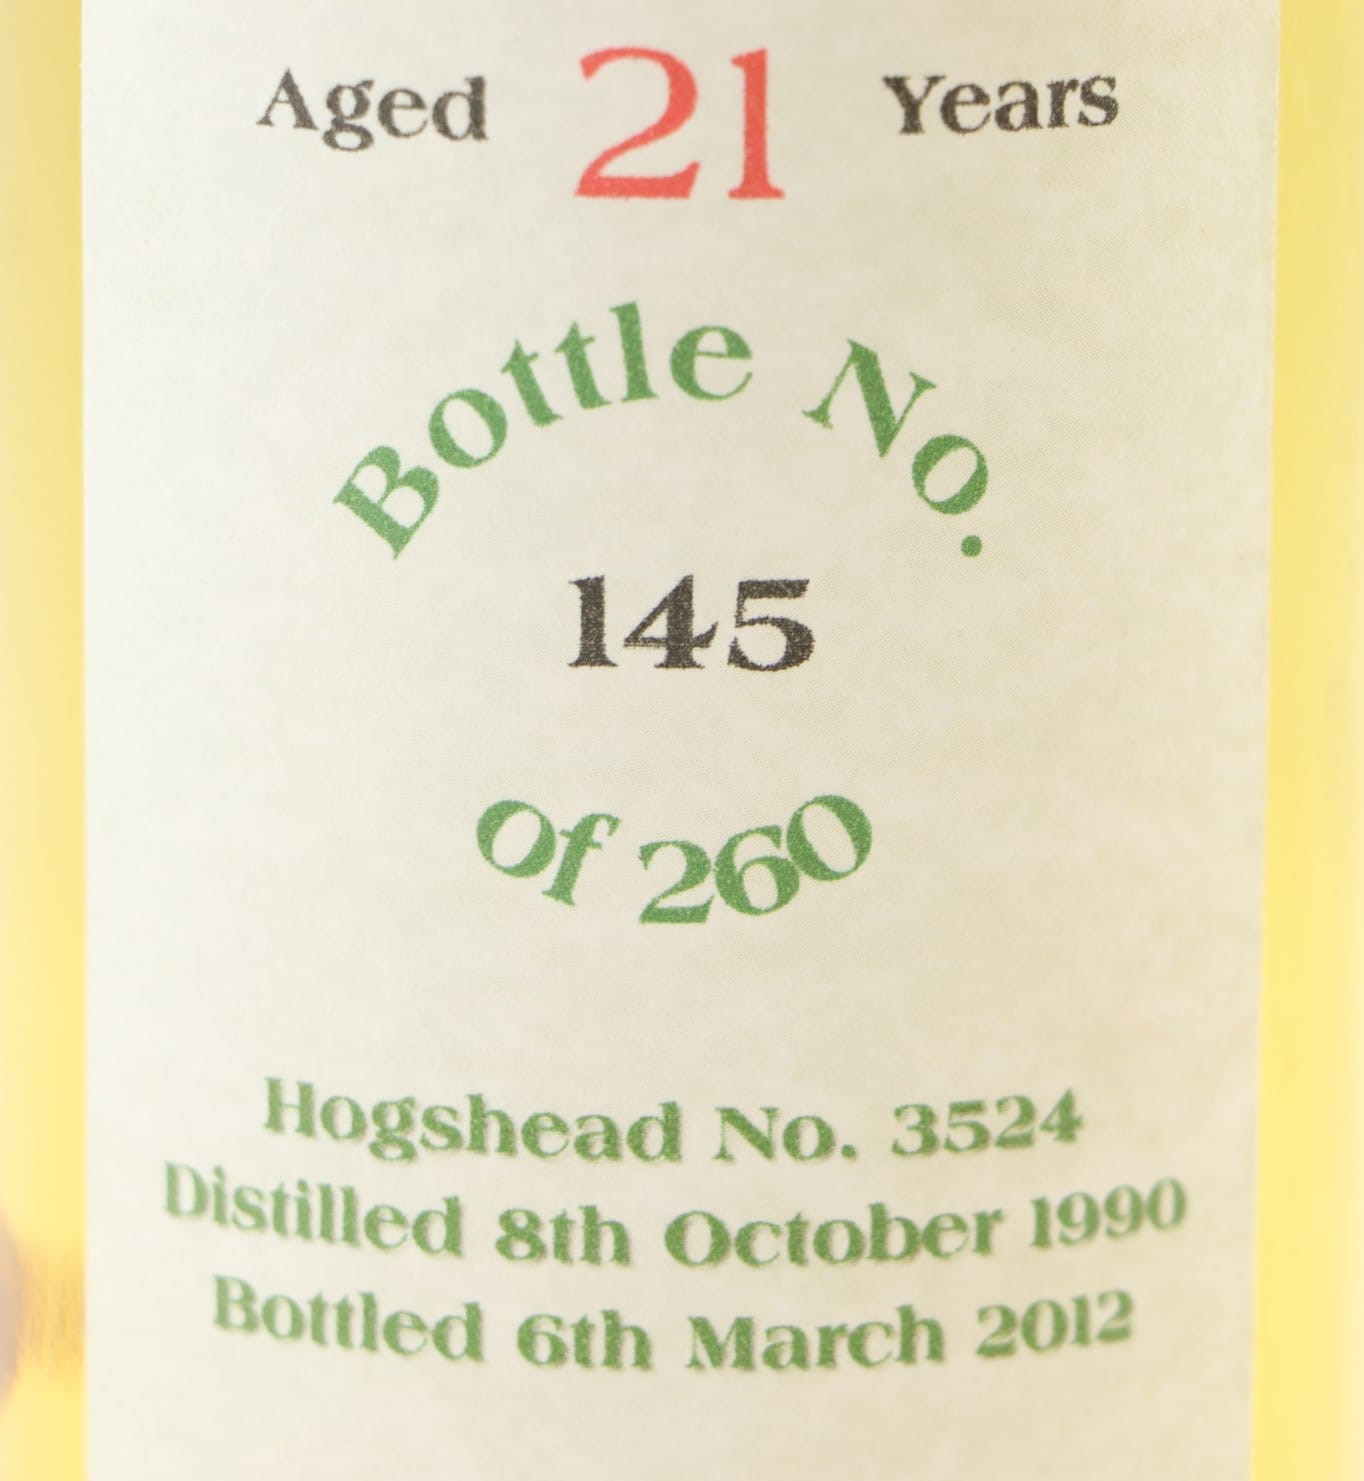 Aged 21 Years
Bottle No.
145
Of 260
Hogshead No. 3524
Distilled 8th October 1990
Bottled 6th March 2012